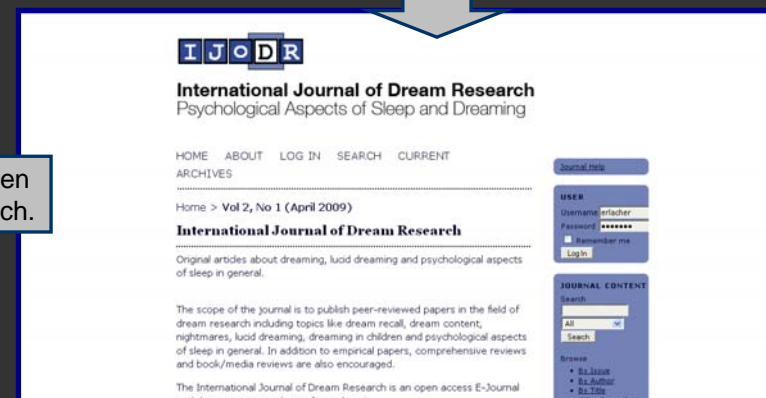 IJoDR
International Journal of Dream Research
Psychological Aspects of Sleep and Dreaming
HOME ABOUT LOG IN SEARCH CURRENT
ARCHIVES
Home > Vol 2, No 1 (April 2009)
International Journal of Dream Research
Original articles about dreaming, lucid dreaming and psychological aspects
of sleep in general.
The scope of the journal is to publish peer-reviewed papers in the field of
dream research including topics like dream recall, dream content,
nightmares, lucid dreaming, dreaming in children and psychological aspects
of sleep in general. In addition to empirical papers, comprehensive reviews
and book/media reviews are also encouraged.
The International Journal of Dream Research is an open access E-Journal
en
ch.
Journal Help
USER
Username erlacher
Password •••••••
Remember me
Log In
JOURNAL CONTENT
Search
All
Search
Browse
By Issue
By Author
By Title